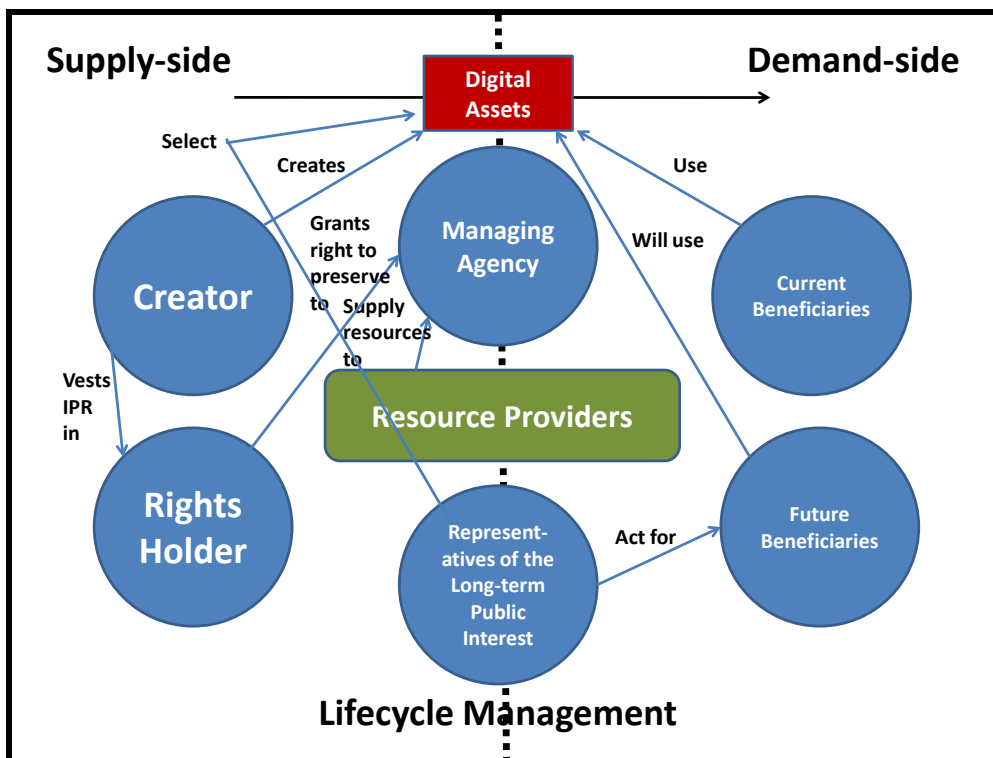 Supply-side
Demand-side
Digital
Assets
Select
Creates
Use
Grants
right to
preserve
to
Managing
Agency
Will use
Creator
Current
Beneficiaries
Supply
resources
to
Vests
IPR
in
Resource Providers
Rights
Holder
Represent-
atives of the
Long-term
Public
Interest
Act for
Future
Beneficiaries
Lifecycle Management